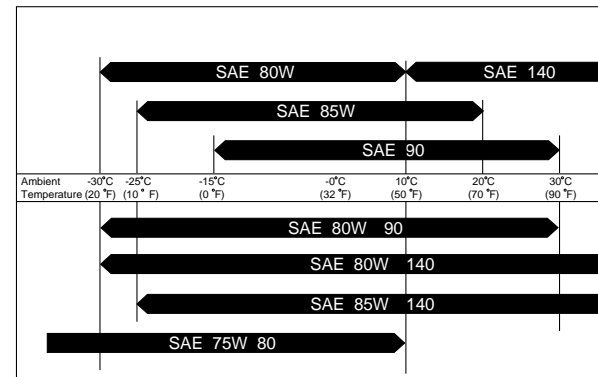 SAE 80W SAE 140
SAE 85W
SAE 90
Ambient -30°C -25°C -15°C -0°C 10°C 20°C 30°C
Temperature (20 °F) (10 ° F) (0 °F) (32 °F) (50 °F) (70 °F) (90 °F)
SAE 80W 90
SAE 80W 140
SAE 85W 140
SAE 75W 80